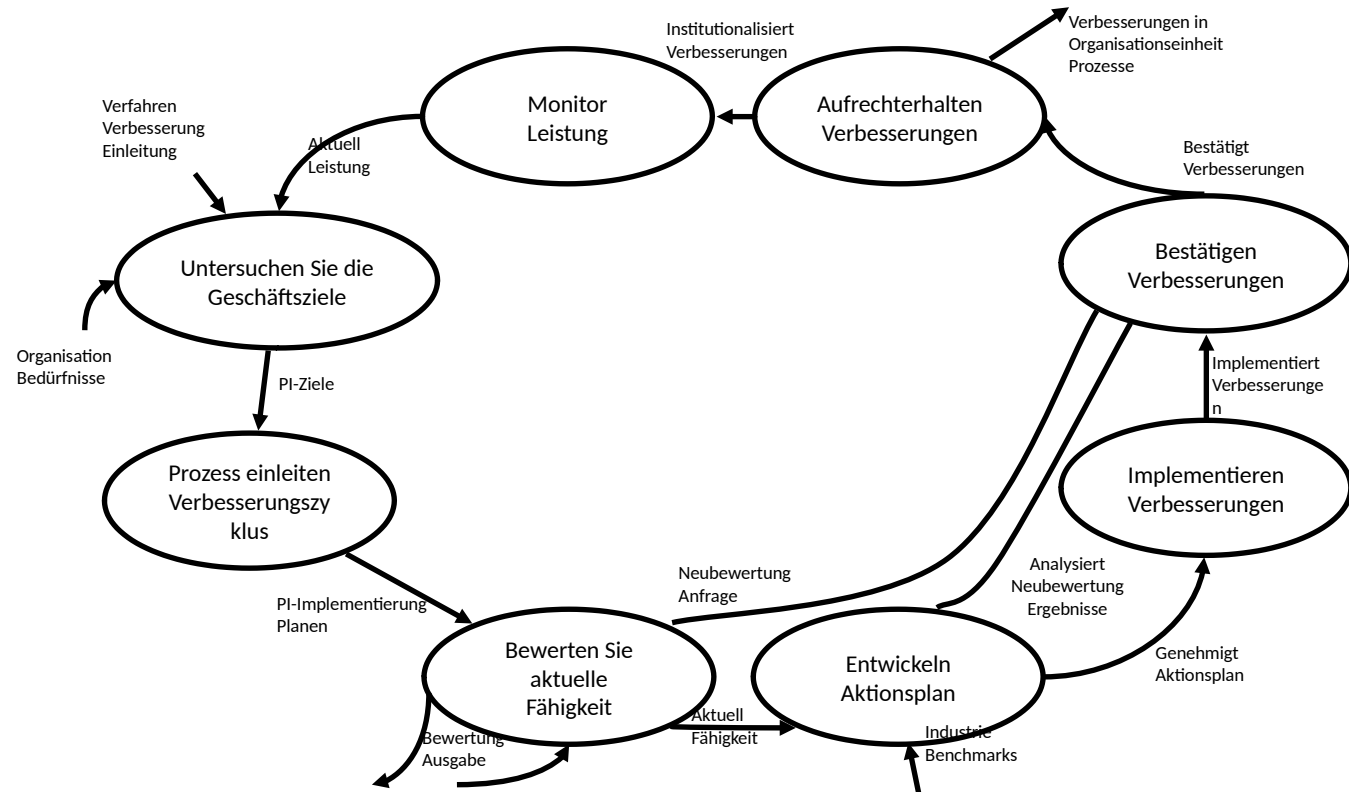 Institutionalisiert
Verbesserungen
Verbesserungen in
Organisationseinheit
Prozesse
Monitor
Leistung
Aufrechterhalten
Verbesserungen
Verfahren
Verbesserung
Einleitung
Aktuell
Leistung
Bestätigt
Verbesserungen
Untersuchen Sie die
Geschäftsziele
Bestätigen
Verbesserungen
Organisation
Bedürfnisse
PI-Ziele
Implementiert
Verbesserunge
n
Prozess einleiten
Verbesserungszy
klus
Implementieren
Verbesserungen
PI-Implementierung
Planen
Neubewertung
Anfrage
Analysiert
Neubewertung
Ergebnisse
Bewerten Sie
aktuelle
Fähigkeit
Entwickeln
Aktionsplan
Genehmigt
Aktionsplan
Aktuell
Fähigkeit
Bewertung
Ausgabe
Industrie
Benchmarks